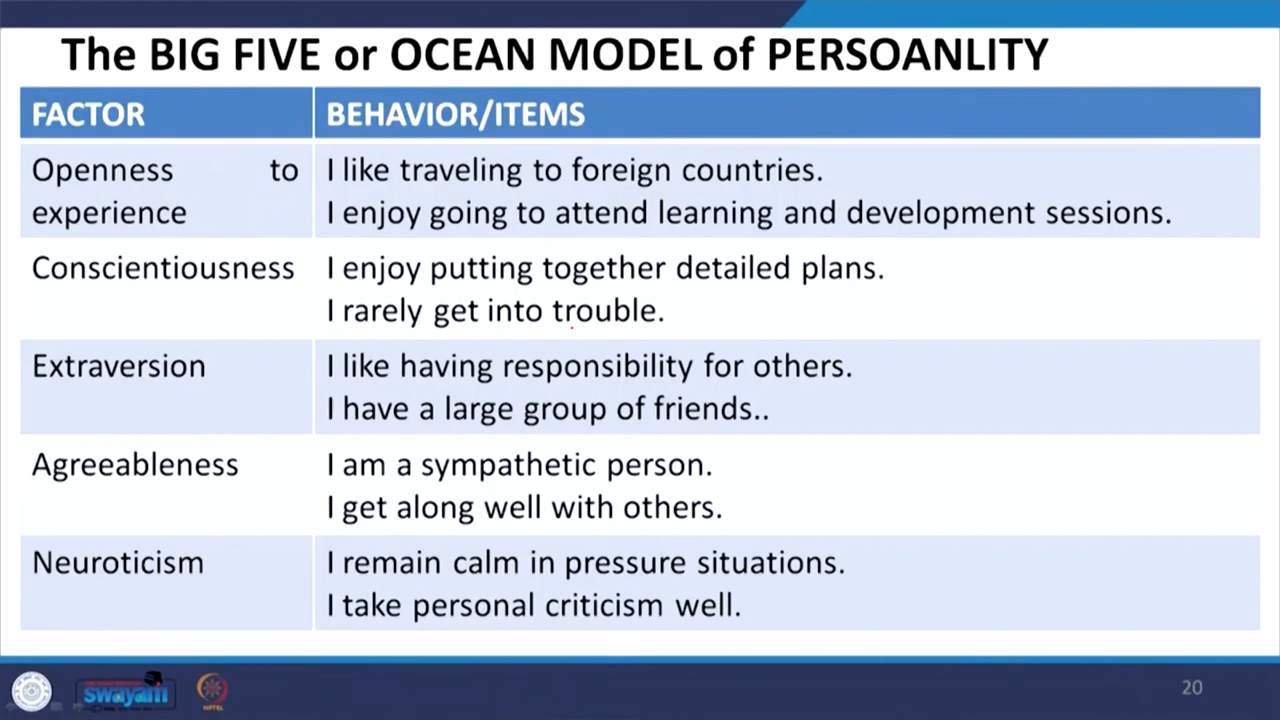 The BIG FIVE or OCEAN MODEL of PERSOANLITY
FACTOR
BEHAVIOR/ITEMS
Openness to
experience
I like traveling to foreign countries.
I enjoy going to attend learning and development sessions.
Conscientiousness
I enjoy putting together detailed plans.
I rarely get into trouble.
Extraversion
I like having responsibility for others.
I have a large group of friends..
Agreeableness
I am a sympathetic person.
I get along well with others.
Neuroticism
I remain calm in pressure situations.
I take personal criticism well.
swayam
NPTEL
20